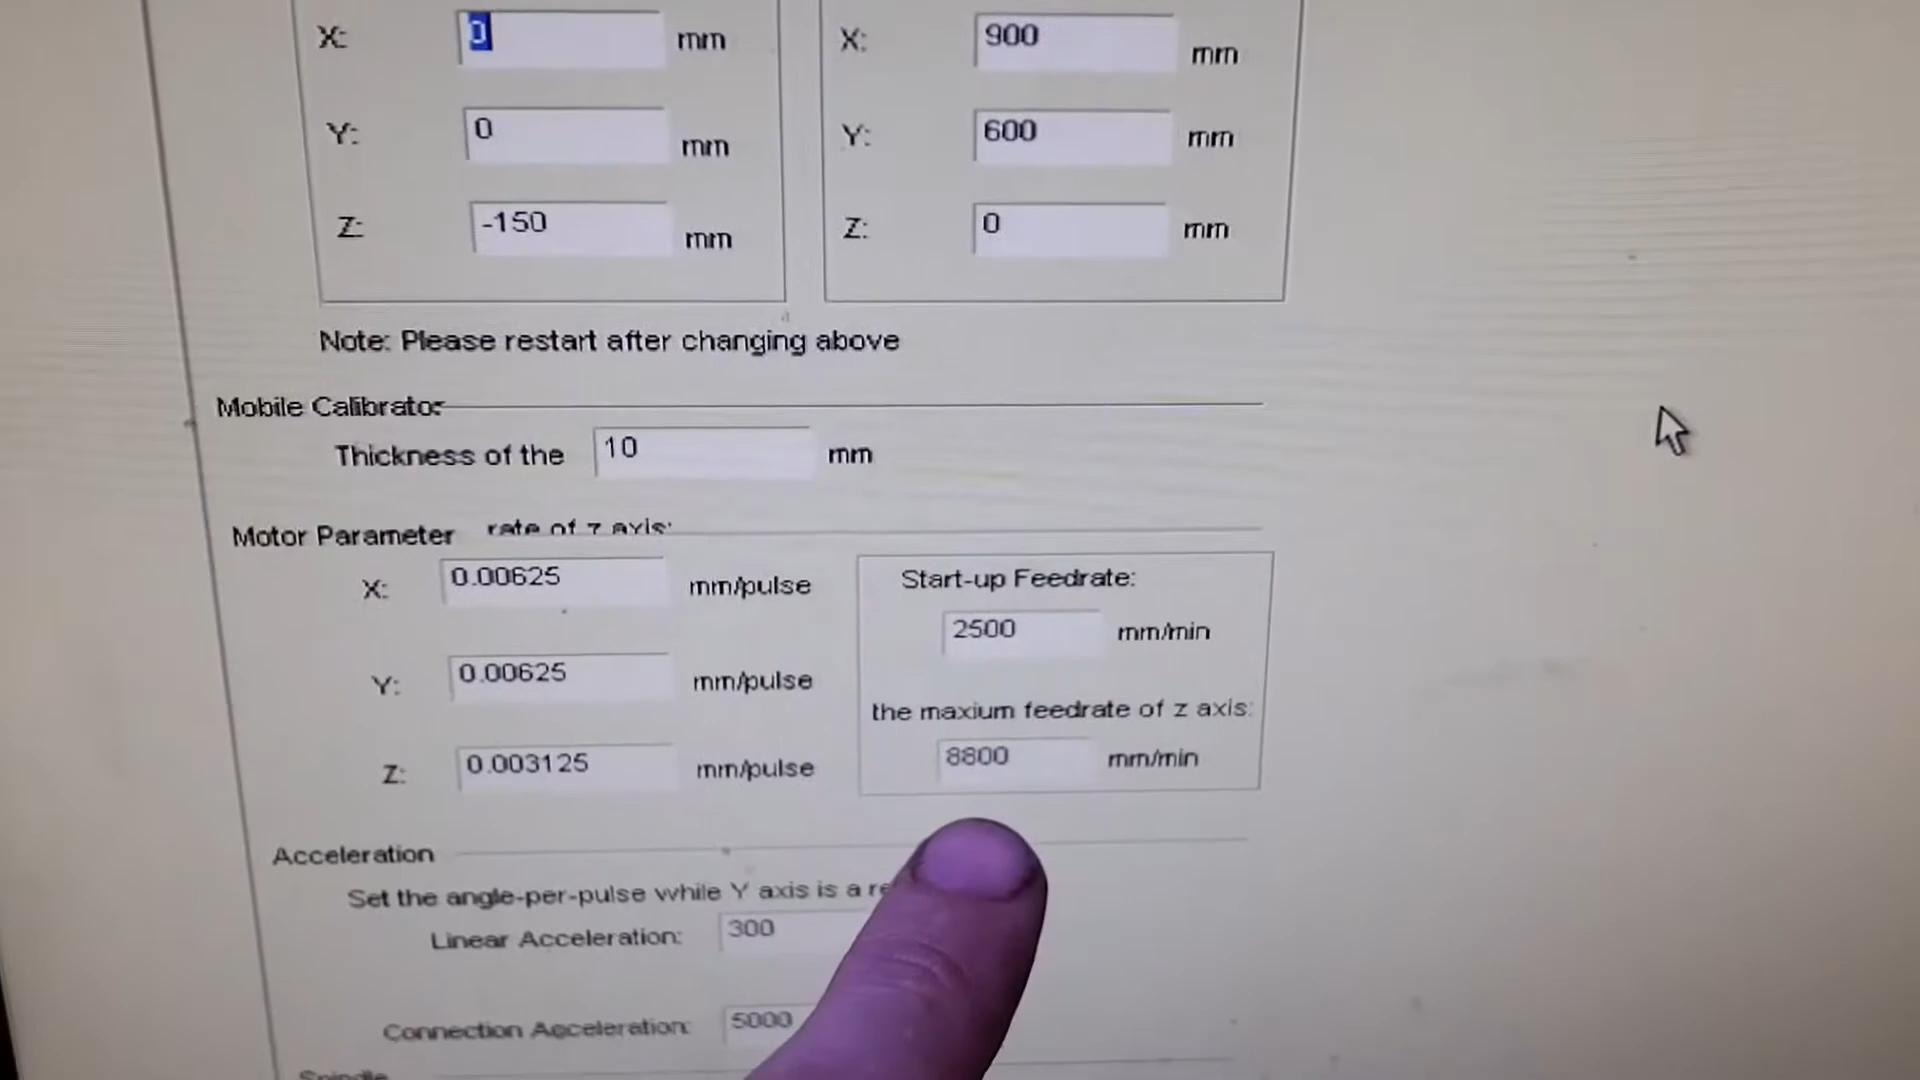 X: 0 mm X: 900 mm
Y: 0 mm Y: 600 mm
Z: -150 mm Z: 0 mm
Note: Please restart after changing above
Mobile Calibrator
Thickness of the 10 mm
Motor Parameter rate of z axis:
X: 0.00625 mm/pulse Start-up Feedrate:
2500 mm/min
Y: 0.00625 mm/pulse
the maxium feedrate of z axis:
Z: 0.003125 mm/pulse 8800 mm/min
Acceleration
Set the angle-per-pulse while Y axis is a
Linear Acceleration: 300
Connection Acceleration: 5000
Spindle